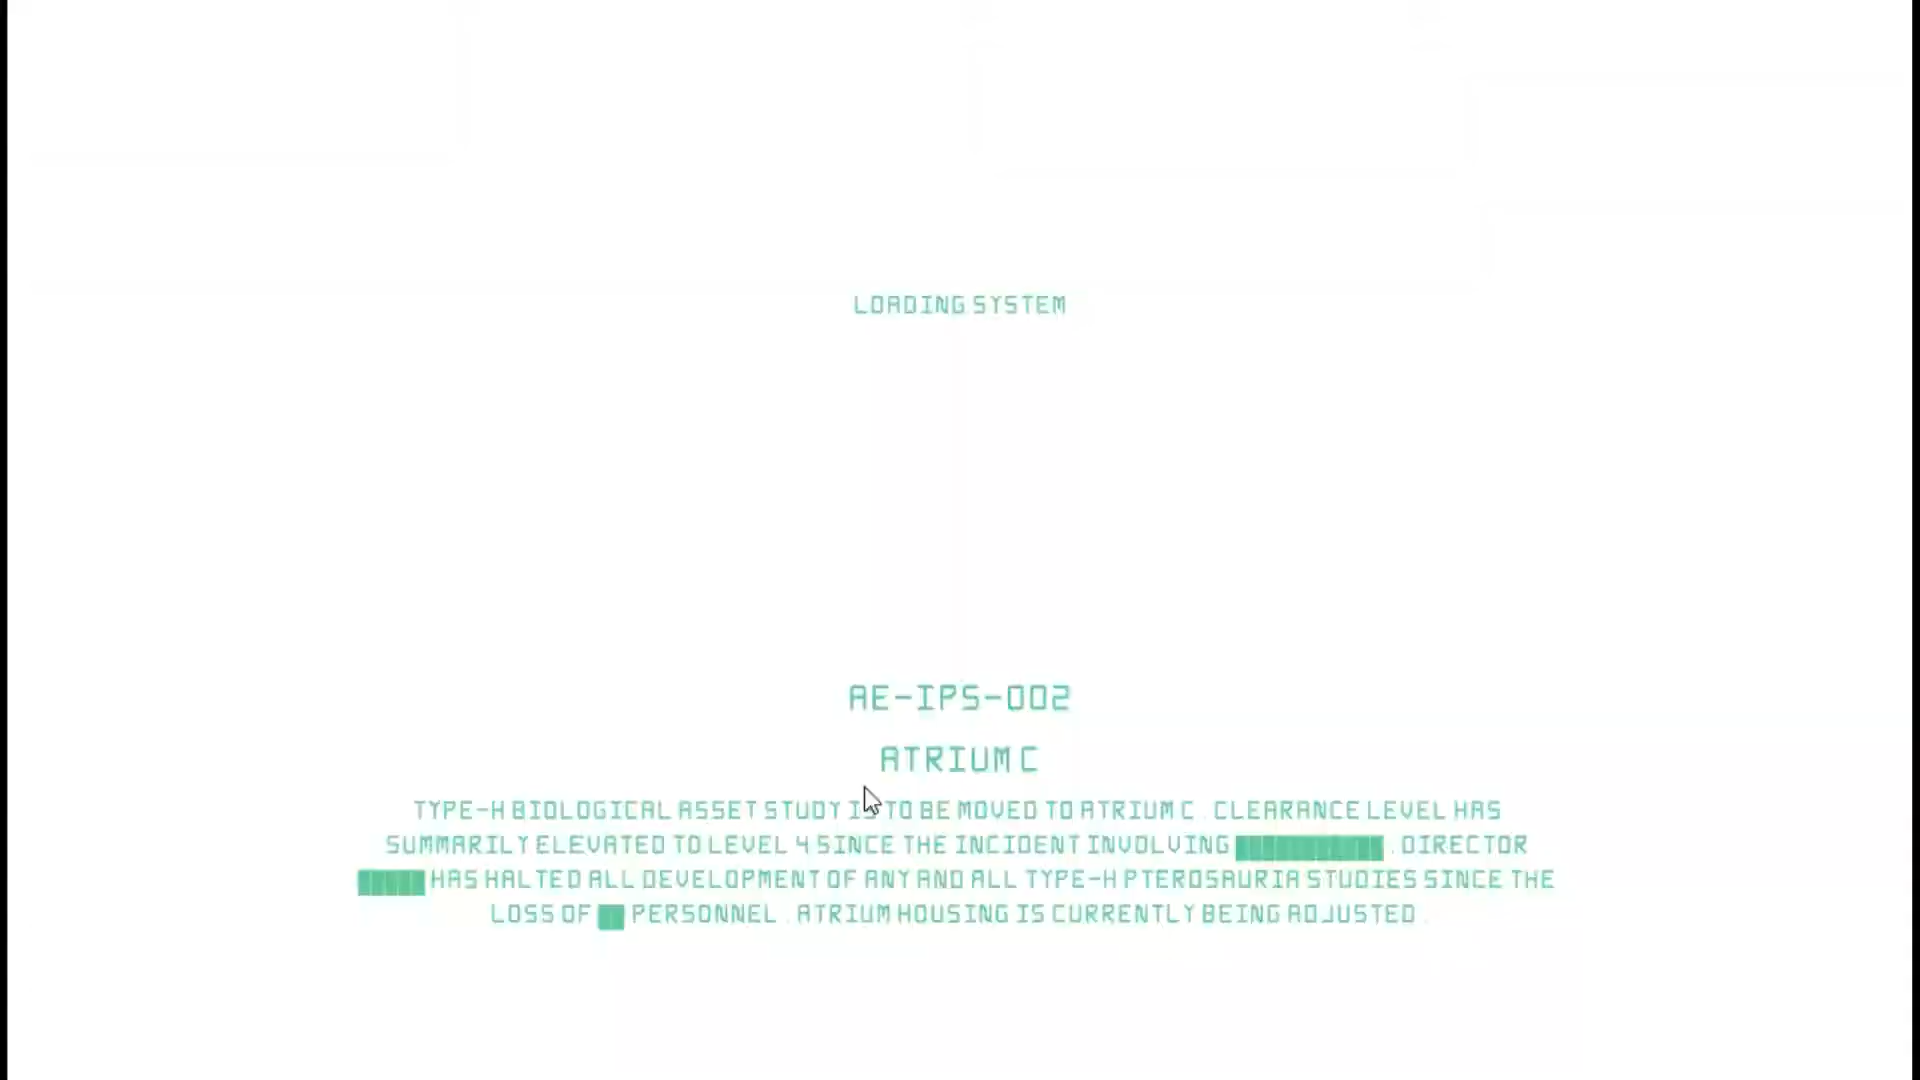 LOADING SYSTEM
AE-IPS-002
ATRIUM C
TYPE-H BIOLOGICAL ASSET STUDY IS TO BE MOVED TO ATRIUM C. CLEARANCE LEVEL HAS
SUMMARILY ELEVATED TO LEVEL 4 SINCE THE INCIDENT INVOLVING ███████████. DIRECTOR
█████ HAS HALTED ALL DEVELOPMENT OF ANY AND ALL TYPE-H PTEROSAURIA STUDIES SINCE THE
LOSS OF ██ PERSONNEL. ATRIUM HOUSING IS CURRENTLY BEING ADJUSTED.